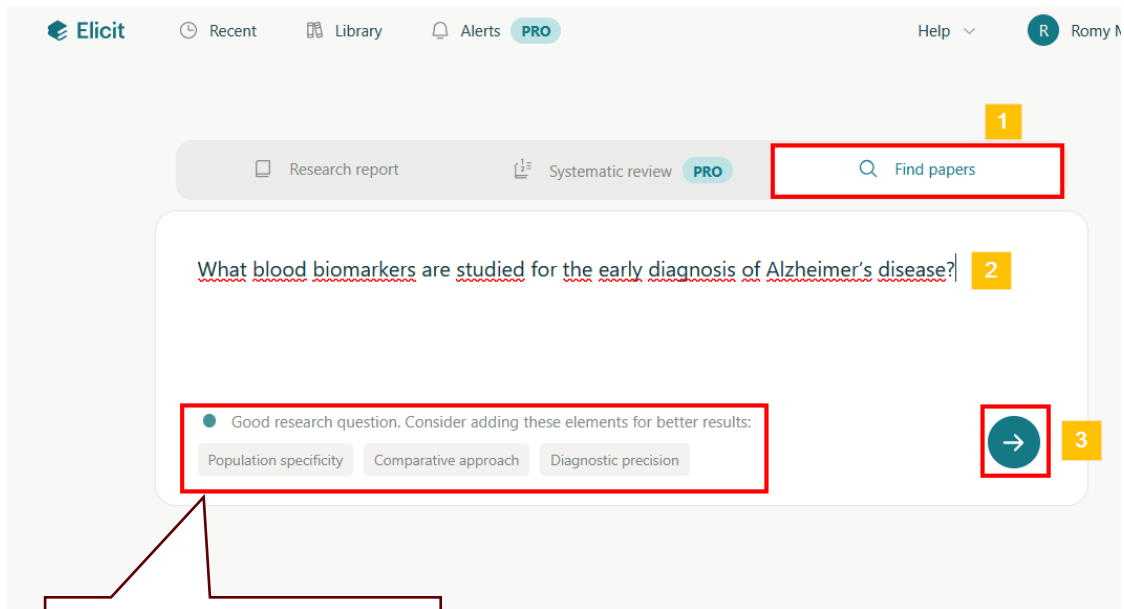 Elicit Recent Library Alerts PRO Help R Romy M
1
Research report Systematic review PRO Find papers
What blood biomarkers are studied for the early diagnosis of Alzheimer’s disease? 2
Good research question. Consider adding these elements for better results:
Population specificity Comparative approach Diagnostic precision
3